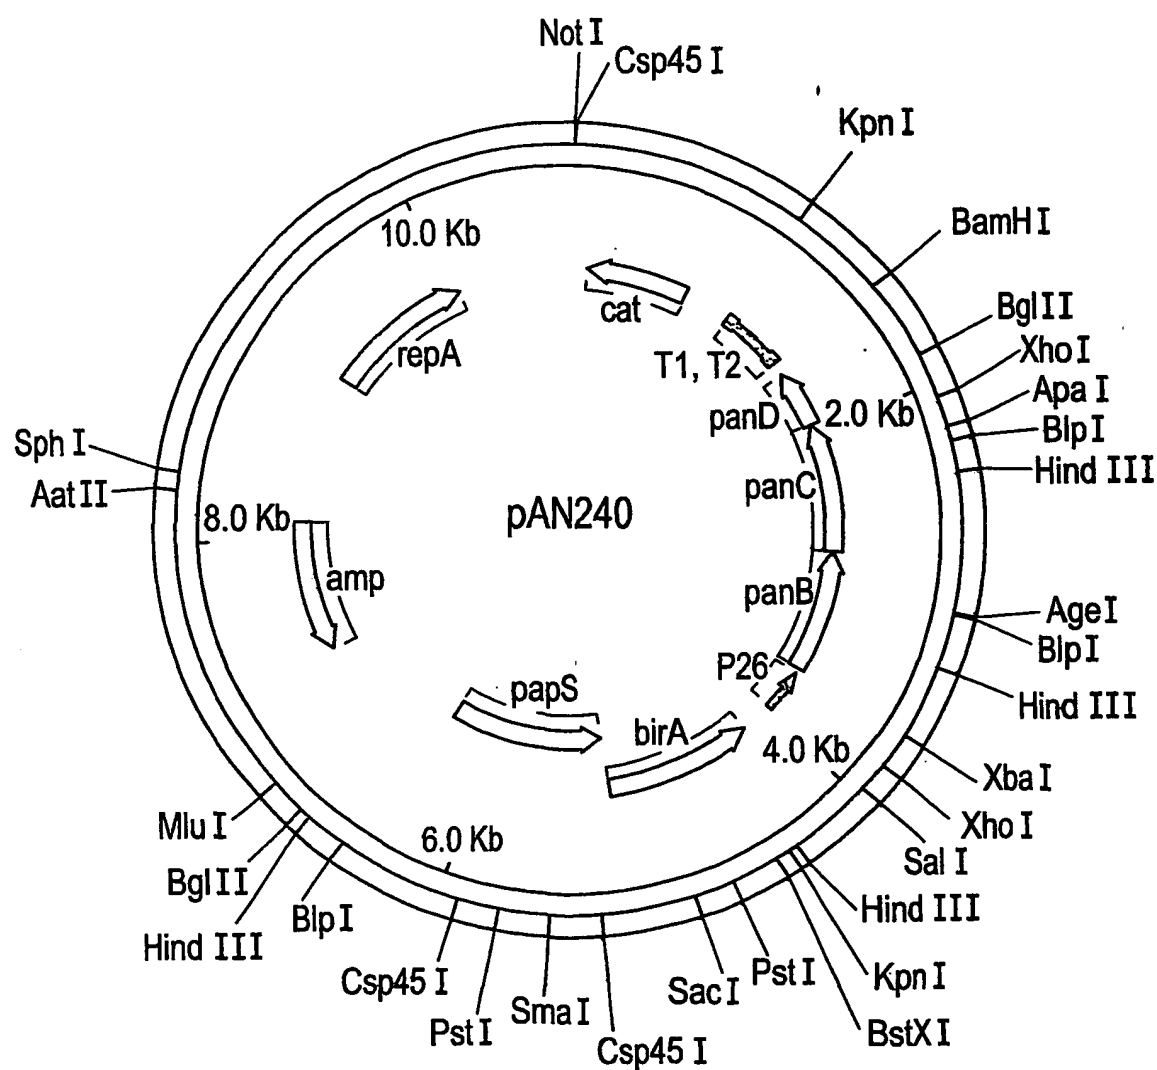 Not I
Csp45 I
Kpn I
BamH I
Bgl II
Xho I
Apa I
Blp I
Hind III
Age I
Blp I
Hind III
Xba I
Xho I
Sal I
Hind III
Kpn I
BstX I
Pst I
Sac I
Csp45 I
Sma I
Pst I
Csp45 I
Blp I
Hind III
Bgl II
Mlu I
Aat II
Sph I
10.0 Kb
2.0 Kb
4.0 Kb
6.0 Kb
8.0 Kb
cat
T1, T2
panD
panC
panB
P26
birA
papS
amp
repA
pAN240